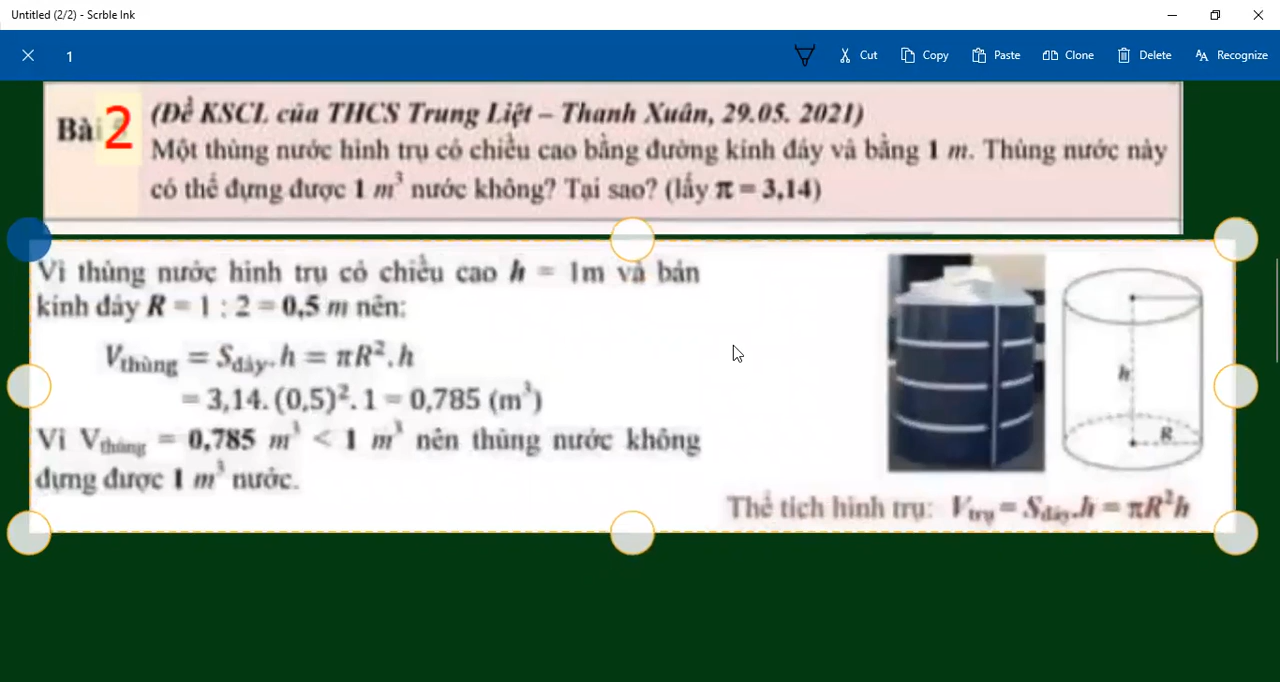 Untitled (2/2) - Scrble Ink
1
Cut
Copy
Paste
Clone
Delete
Recognize
Bài 2 (Đề KSCL của THCS Trung Liệt – Thanh Xuân, 29.05. 2021)
Một thùng nước hình trụ có chiều cao bằng đường kính đáy và bằng 1 m. Thùng nước này
có thể đựng được 1 m³ nước không? Tại sao? (lấy π = 3,14)
Vì thùng nước hình trụ có chiều cao h = 1m và bán
kính đáy R = 1 : 2 = 0,5 m nên:
V thùng = S đáy. h = πR². h
= 3,14. (0,5)². 1 = 0,785 (m³)
Vì V thùng = 0,785 m³ < 1 m³ nên thùng nước không
đựng được 1 m³ nước.
h
R
Thể tích hình trụ: V trụ = S đáy.h = πR²h